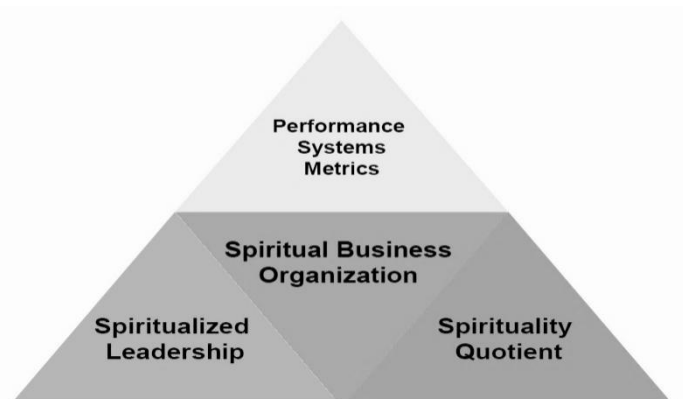 Performance
Systems
Metrics
Spiritual Business
Organization
Spiritualized
Leadership
Spirituality
Quotient